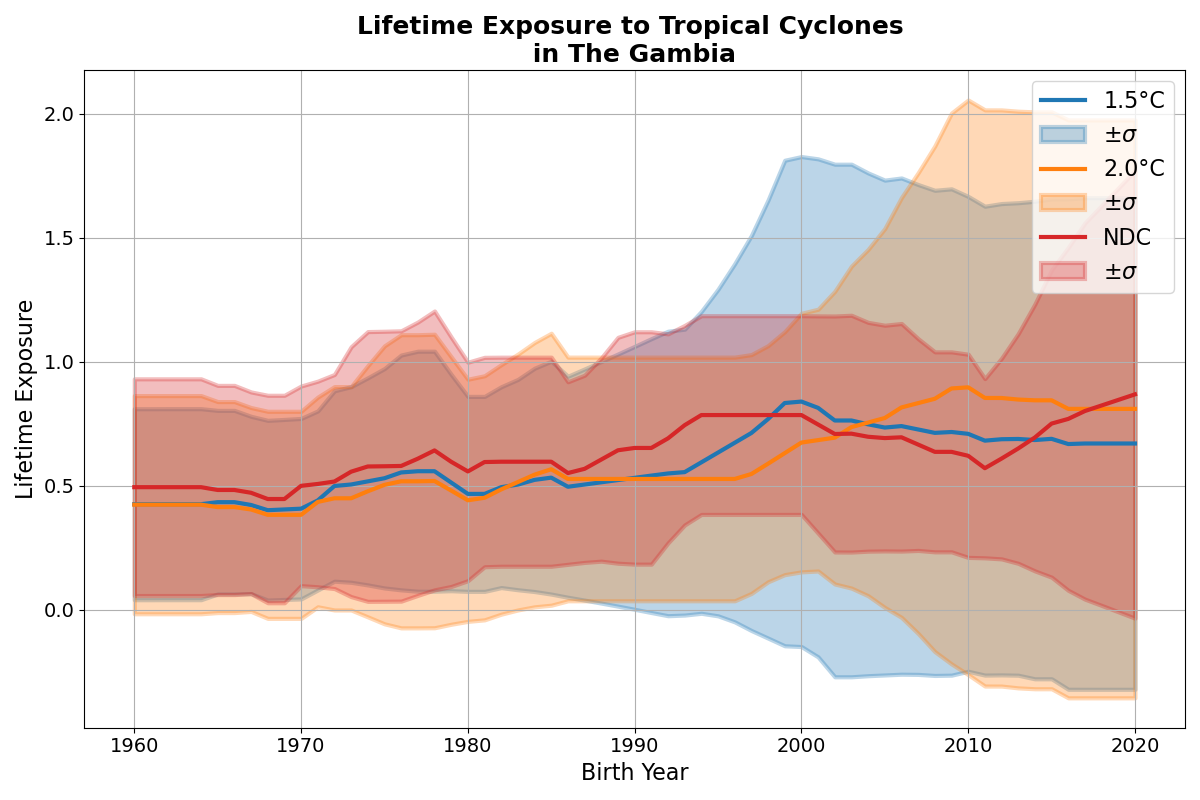 Lifetime Exposure to Tropical Cyclones
in The Gambia
Lifetime Exposure
2.0
1.5
1.0
0.5
0.0
1960
1970
1980
1990
2000
2010
2020
Birth Year
1.5°C
±σ
2.0°C
±σ
NDC
±σ